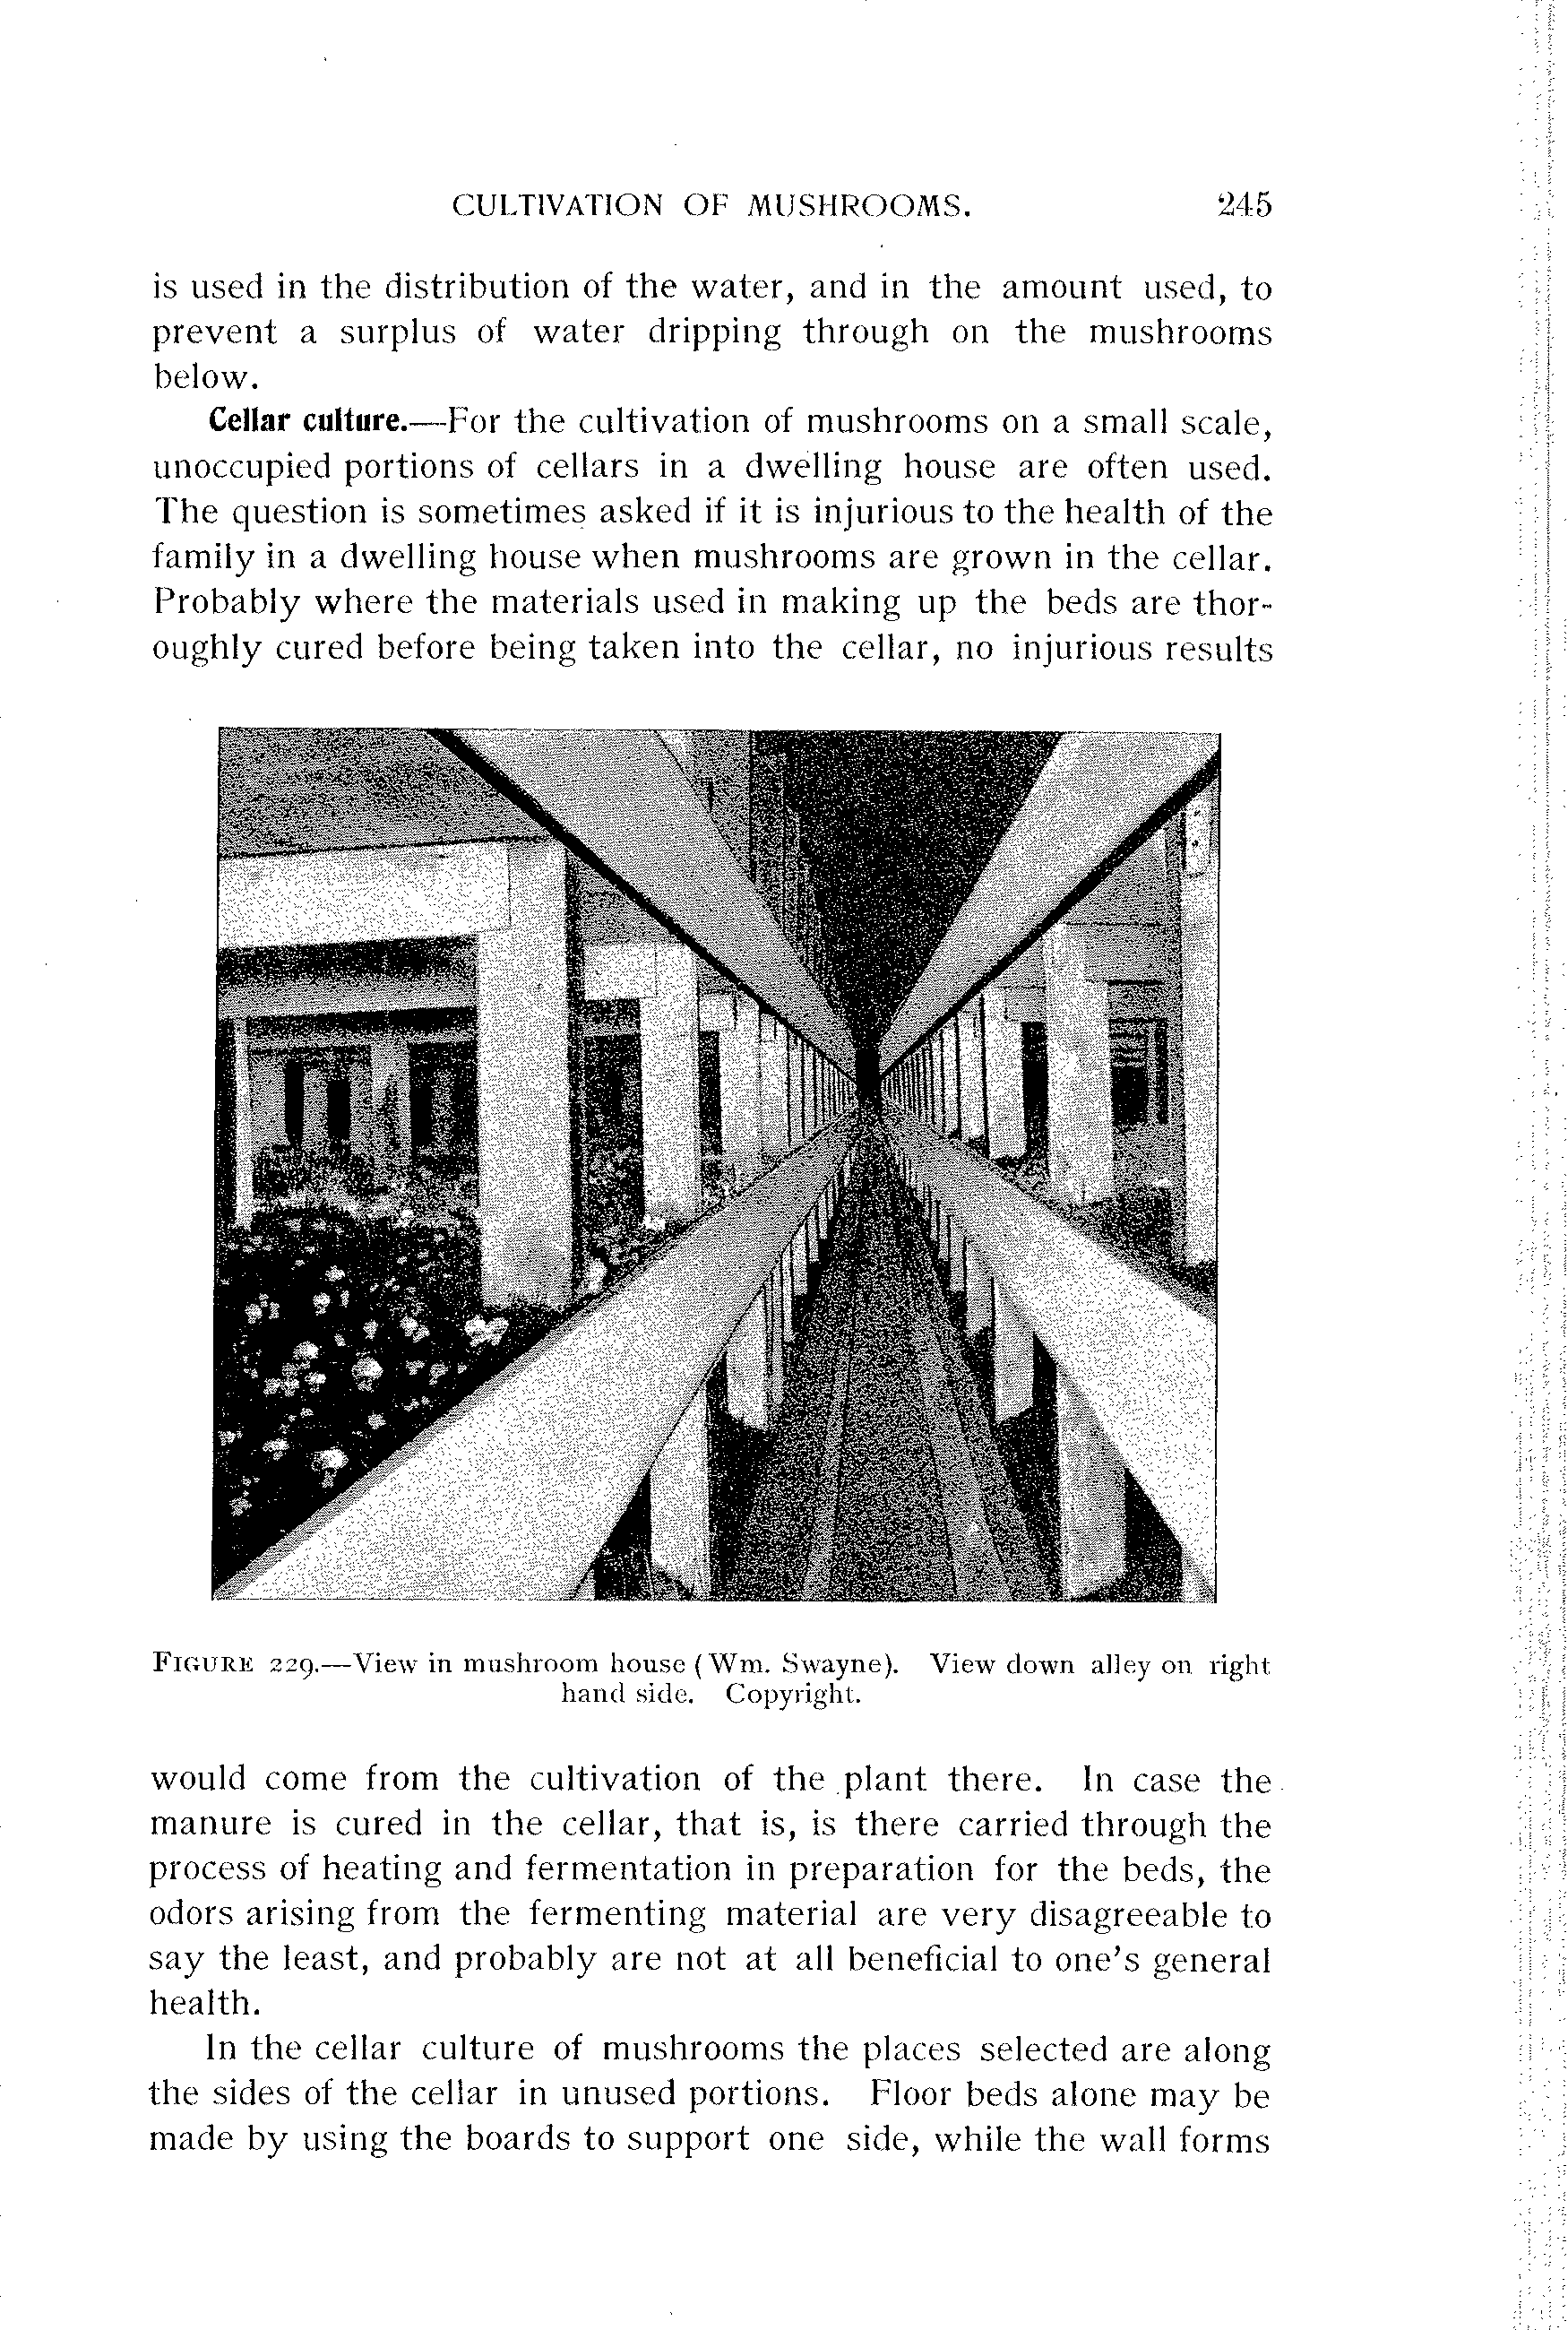 CULTIVATION OF MUSHROOMS. 245
is used in the distribution of the water, and in the amount used, to
prevent a surplus of water dripping through on the mushrooms
below.
Cellar culture.—For the cultivation of mushrooms on a small scale,
unoccupied portions of cellars in a dwelling house are often used.
The question is sometimes asked if it is injurious to the health of the
family in a dwelling house when mushrooms are grown in the cellar.
Probably where the materials used in making up the beds are thor-
oughly cured before being taken into the cellar, no injurious results
FIGURE 229.—View in mushroom house (Wm. Swayne). View down alley on right
hand side. Copyright.
would come from the cultivation of the plant there. In case the
manure is cured in the cellar, that is, is there carried through the
process of heating and fermentation in preparation for the beds, the
odors arising from the fermenting material are very disagreeable to
say the least, and probably are not at all beneficial to one's general
health.
In the cellar culture of mushrooms the places selected are along
the sides of the cellar in unused portions. Floor beds alone may be
made by using the boards to support one side, while the wall forms